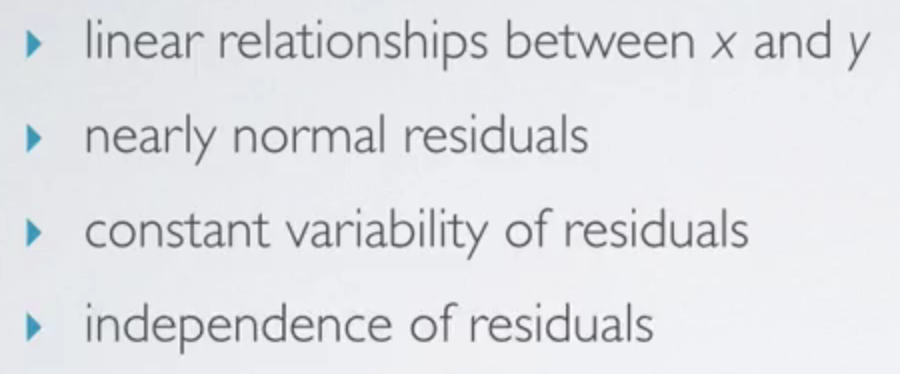 linear relationships between x and y
nearly normal residuals
constant variability of residuals
independence of residuals